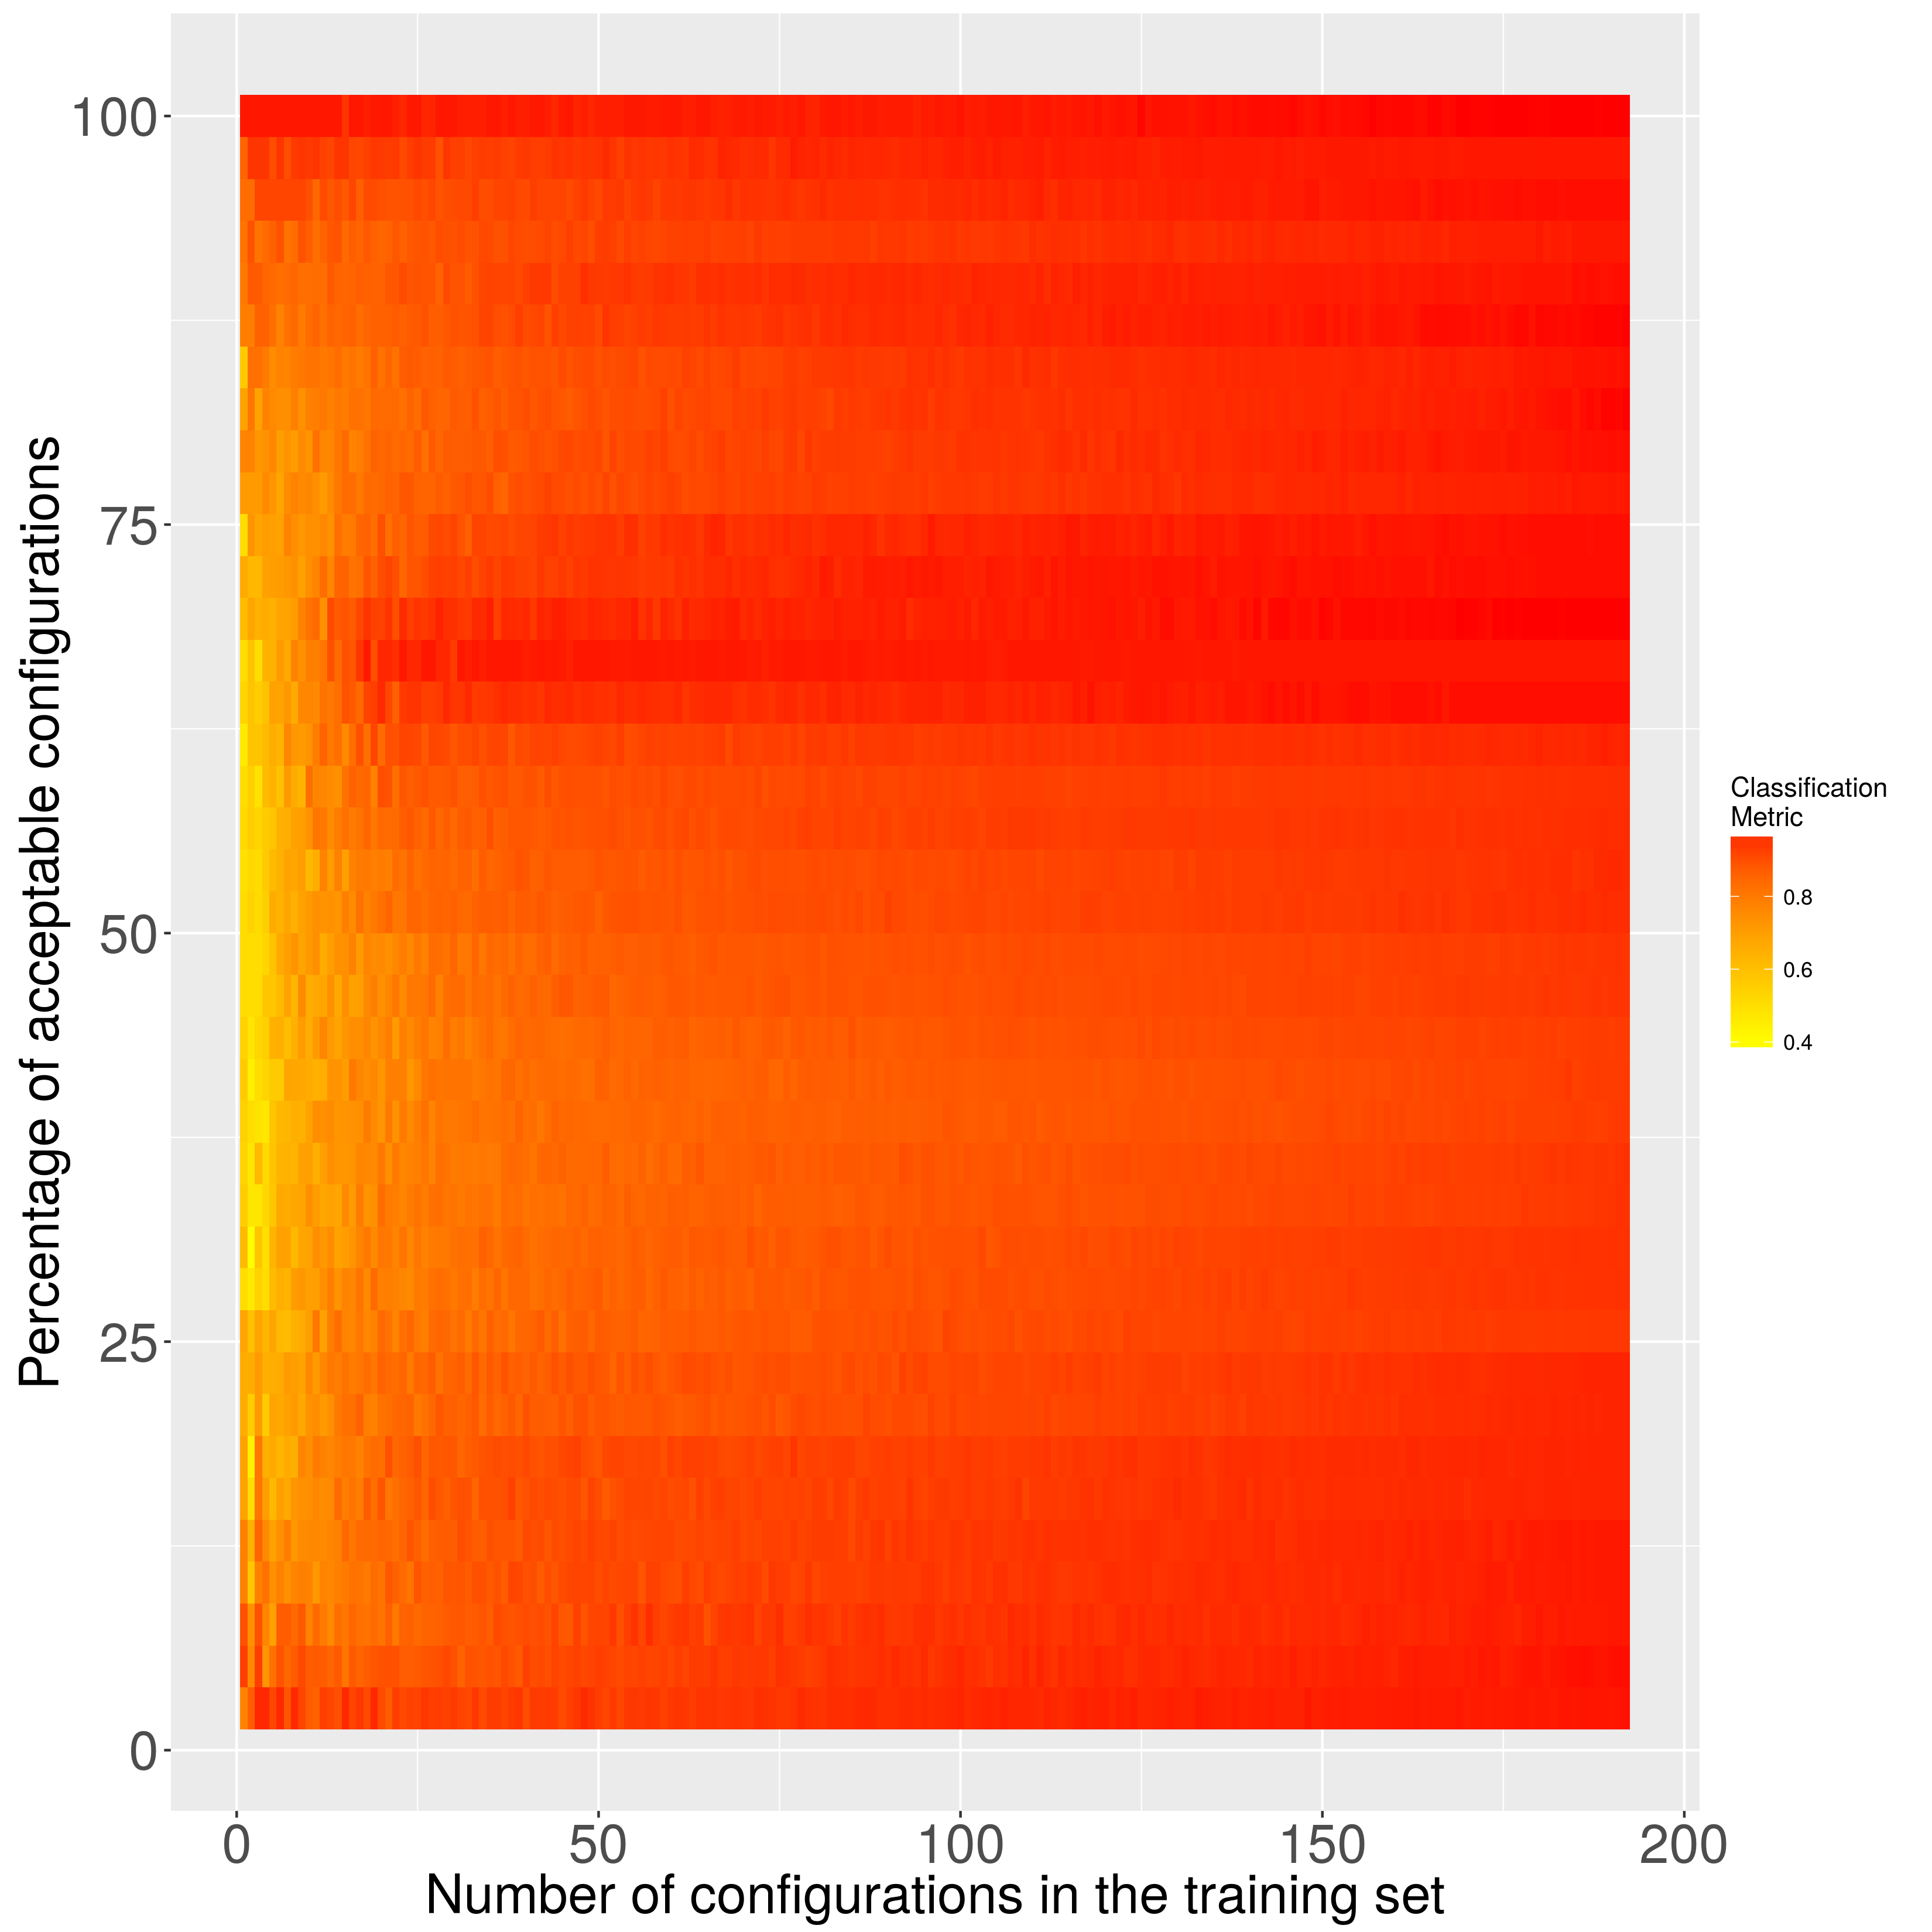 100
75
50
25
0
Percentage of acceptable configurations
0 50 100 150 200
Number of configurations in the training set
Classification
Metric
0.8
0.6
0.4